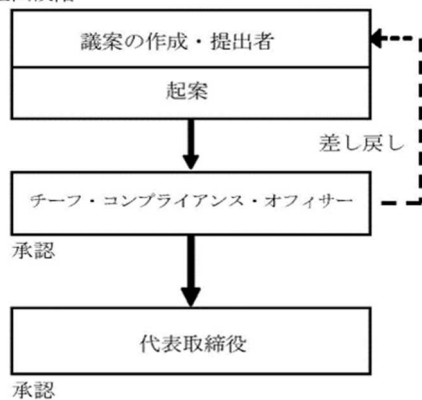 議案の作成・提出者
起案
差し戻し
チーフ・コンプライアンス・オフィサー
承認
代表取締役
承認